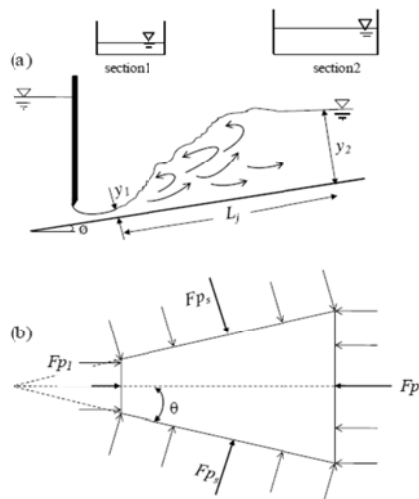 (a)
section1
section2
y1
y2
Lj
ø
(b)
Fps
Fp1
Fp
θ
Fps